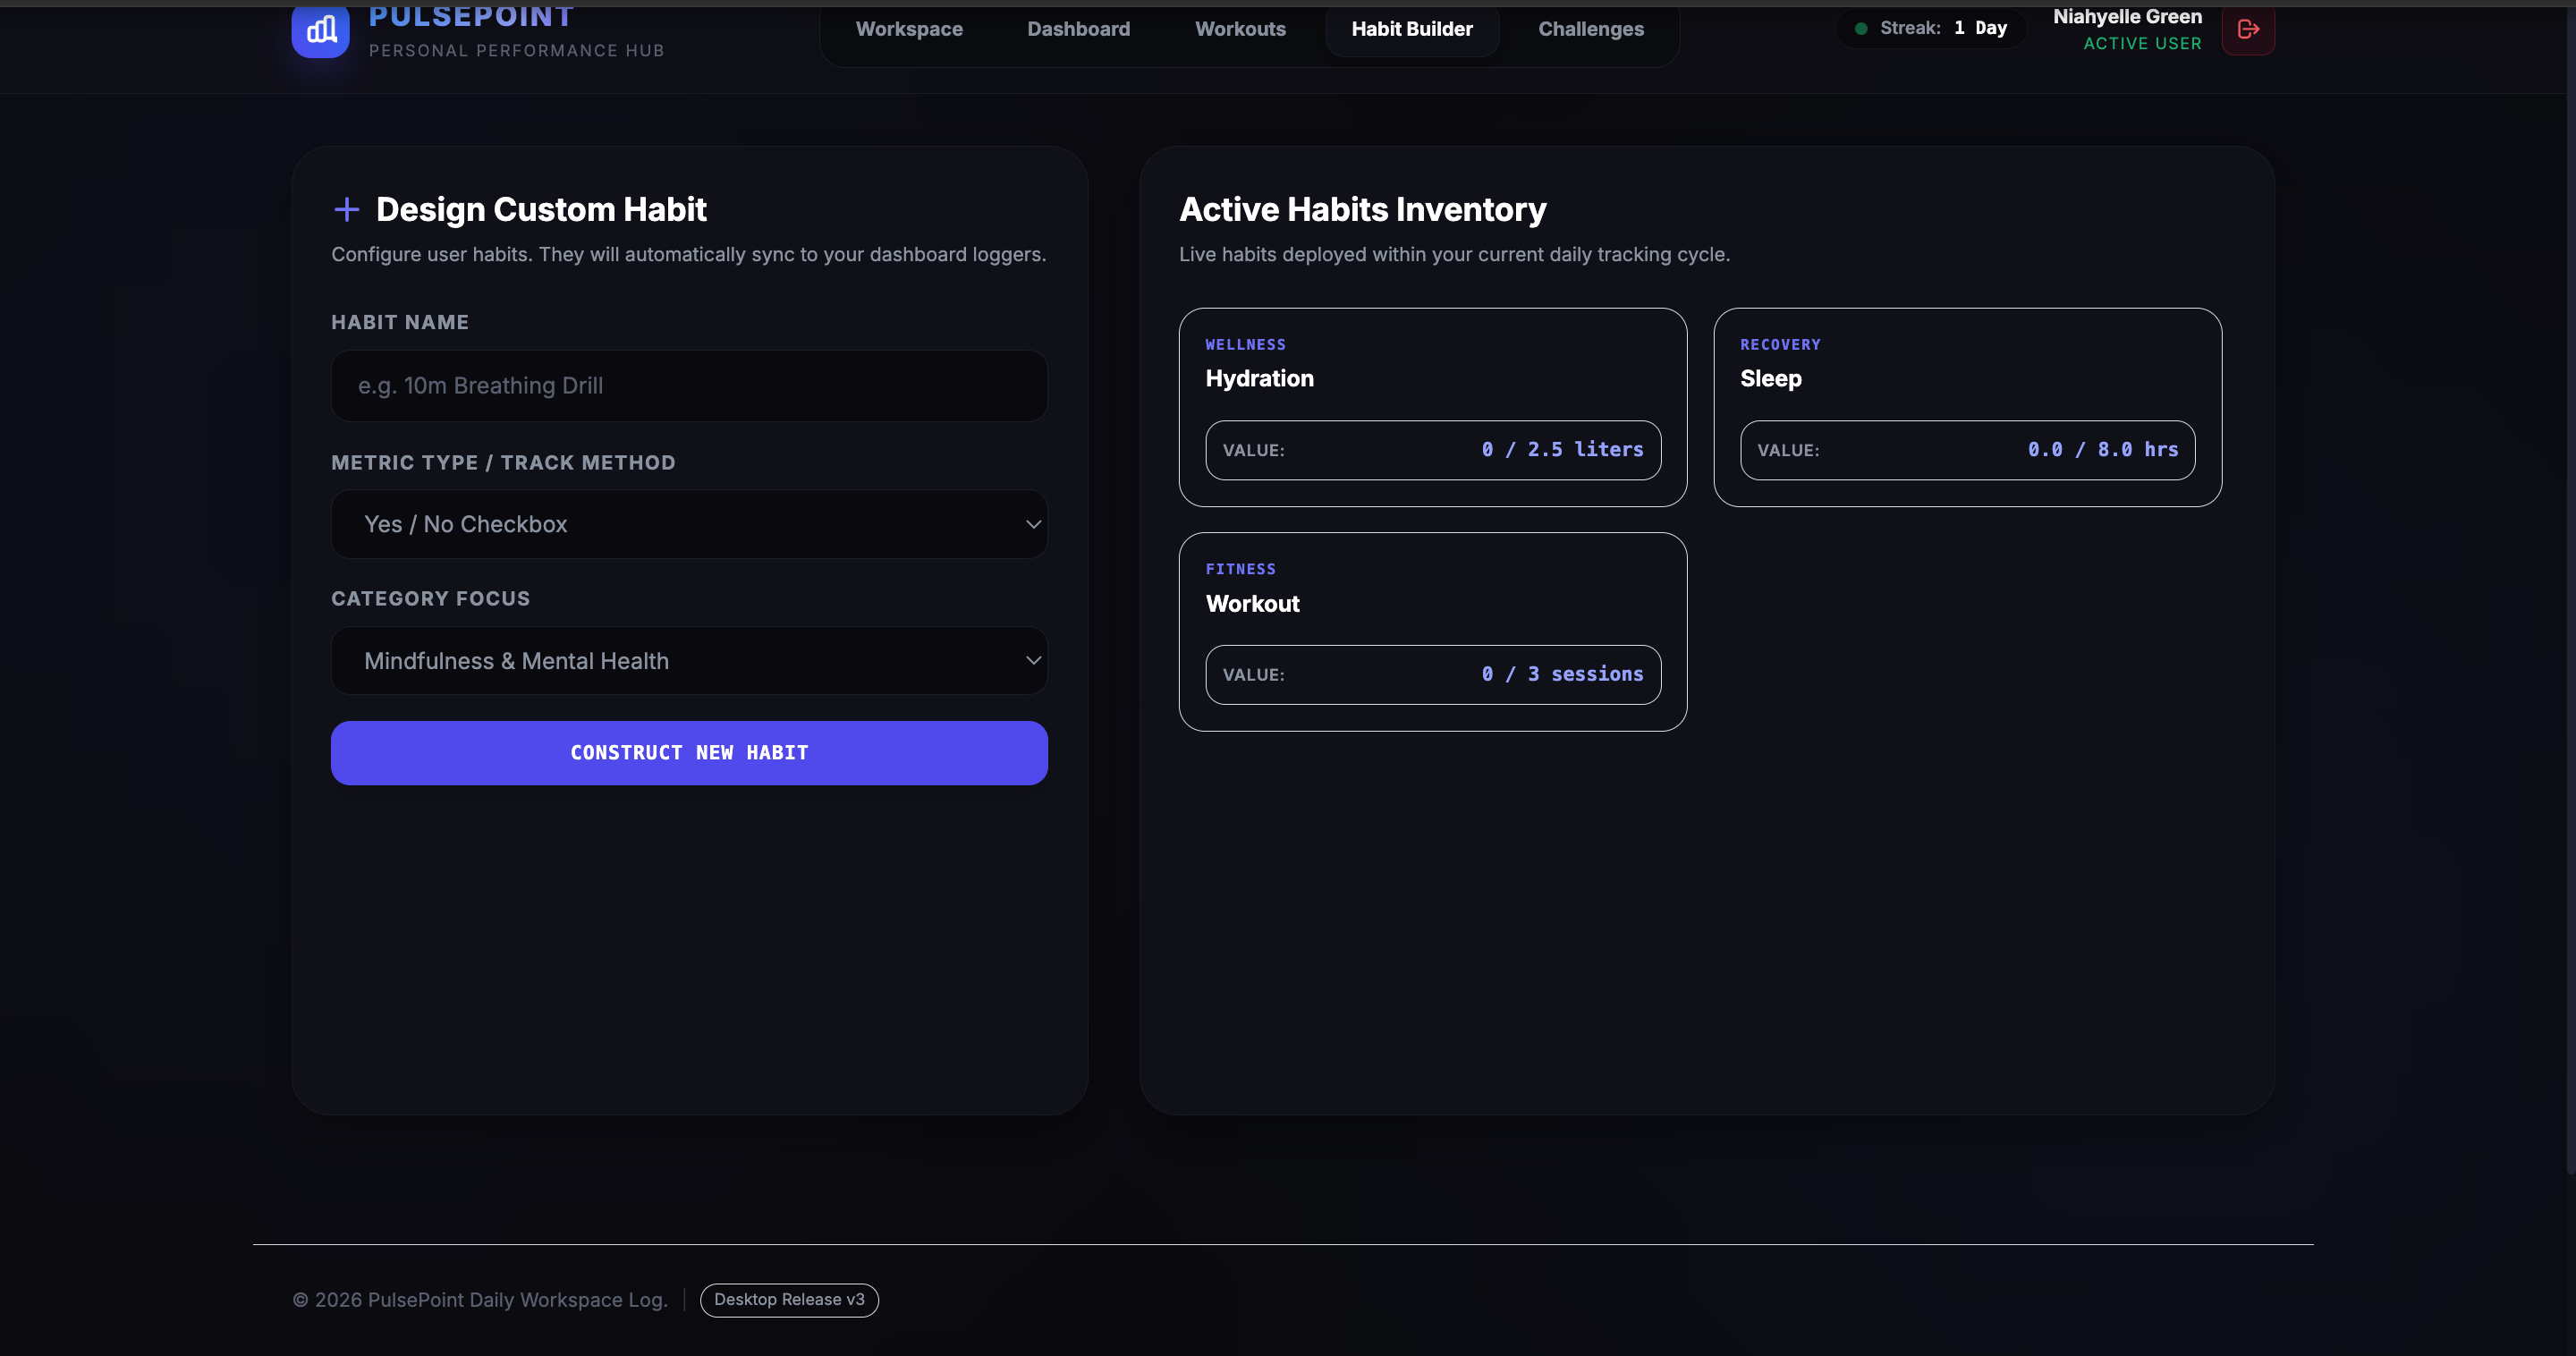 PULSEPOINT
PERSONAL PERFORMANCE HUB
Workspace
Dashboard
Workouts
Habit Builder
Challenges
Streak: 1 Day
Niahyelle Green
ACTIVE USER
Design Custom Habit
Configure user habits. They will automatically sync to your dashboard loggers.
HABIT NAME
e.g. 10m Breathing Drill
METRIC TYPE / TRACK METHOD
Yes / No Checkbox
CATEGORY FOCUS
Mindfulness & Mental Health
CONSTRUCT NEW HABIT
Active Habits Inventory
Live habits deployed within your current daily tracking cycle.
WELLNESS
Hydration
VALUE: 0 / 2.5 liters
RECOVERY
Sleep
VALUE: 0.0 / 8.0 hrs
FITNESS
Workout
VALUE: 0 / 3 sessions
© 2026 PulsePoint Daily Workspace Log.
Desktop Release v3